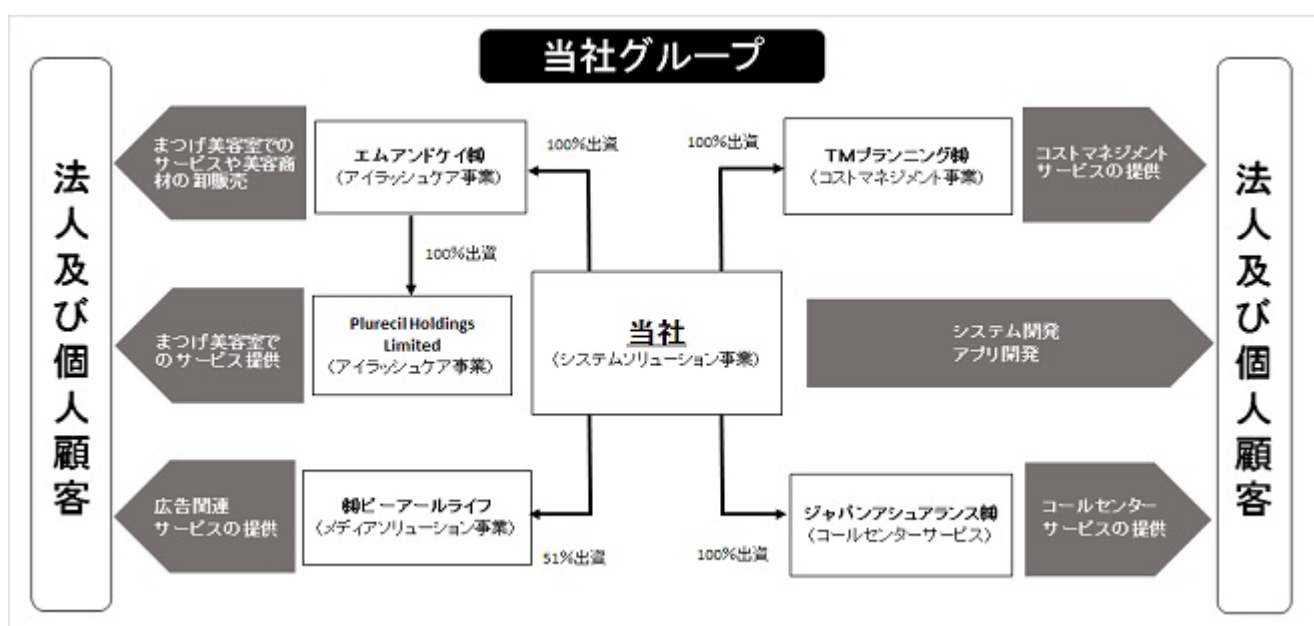 当社グループ
法人及び個人顧客
まつげ美容室での
サービスや美容商
材の卸販売
エムアンドケイ㈱
(アイラッシュケア事業)
100%出資
100%出資
まつげ美容室で
のサービス提供
Plurecil Holdings
Limited
(アイラッシュケア事業)
広告関連
サービスの提供
㈱ピーアールライフ
(メディアソリューション事業)
51%出資
当社
(システムソリューション事業)
100%出資
TMプランニング㈱
(コストマネジメント事業)
コストマネジメント
サービスの提供
システム開発
アプリ開発
100%出資
ジャパンアシュアランス㈱
(コールセンターサービス)
コールセンター
サービスの提供
法人及び個人顧客